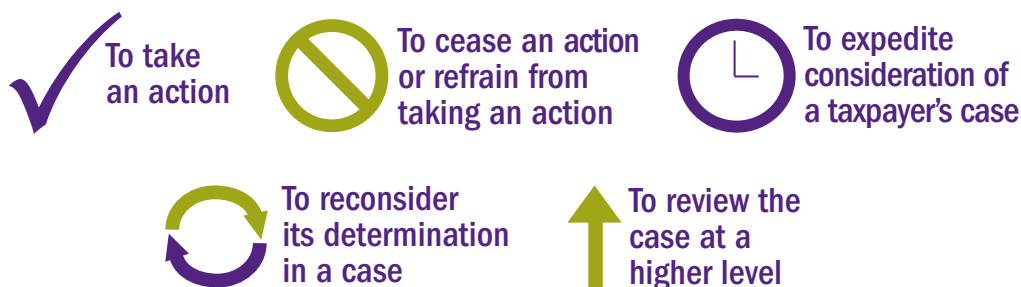 To take
an action
To cease an action
or refrain from
taking an action
To expedite
consideration of
a taxpayer's case
To reconsider
its determination
in a case
To review the
case at a
higher level